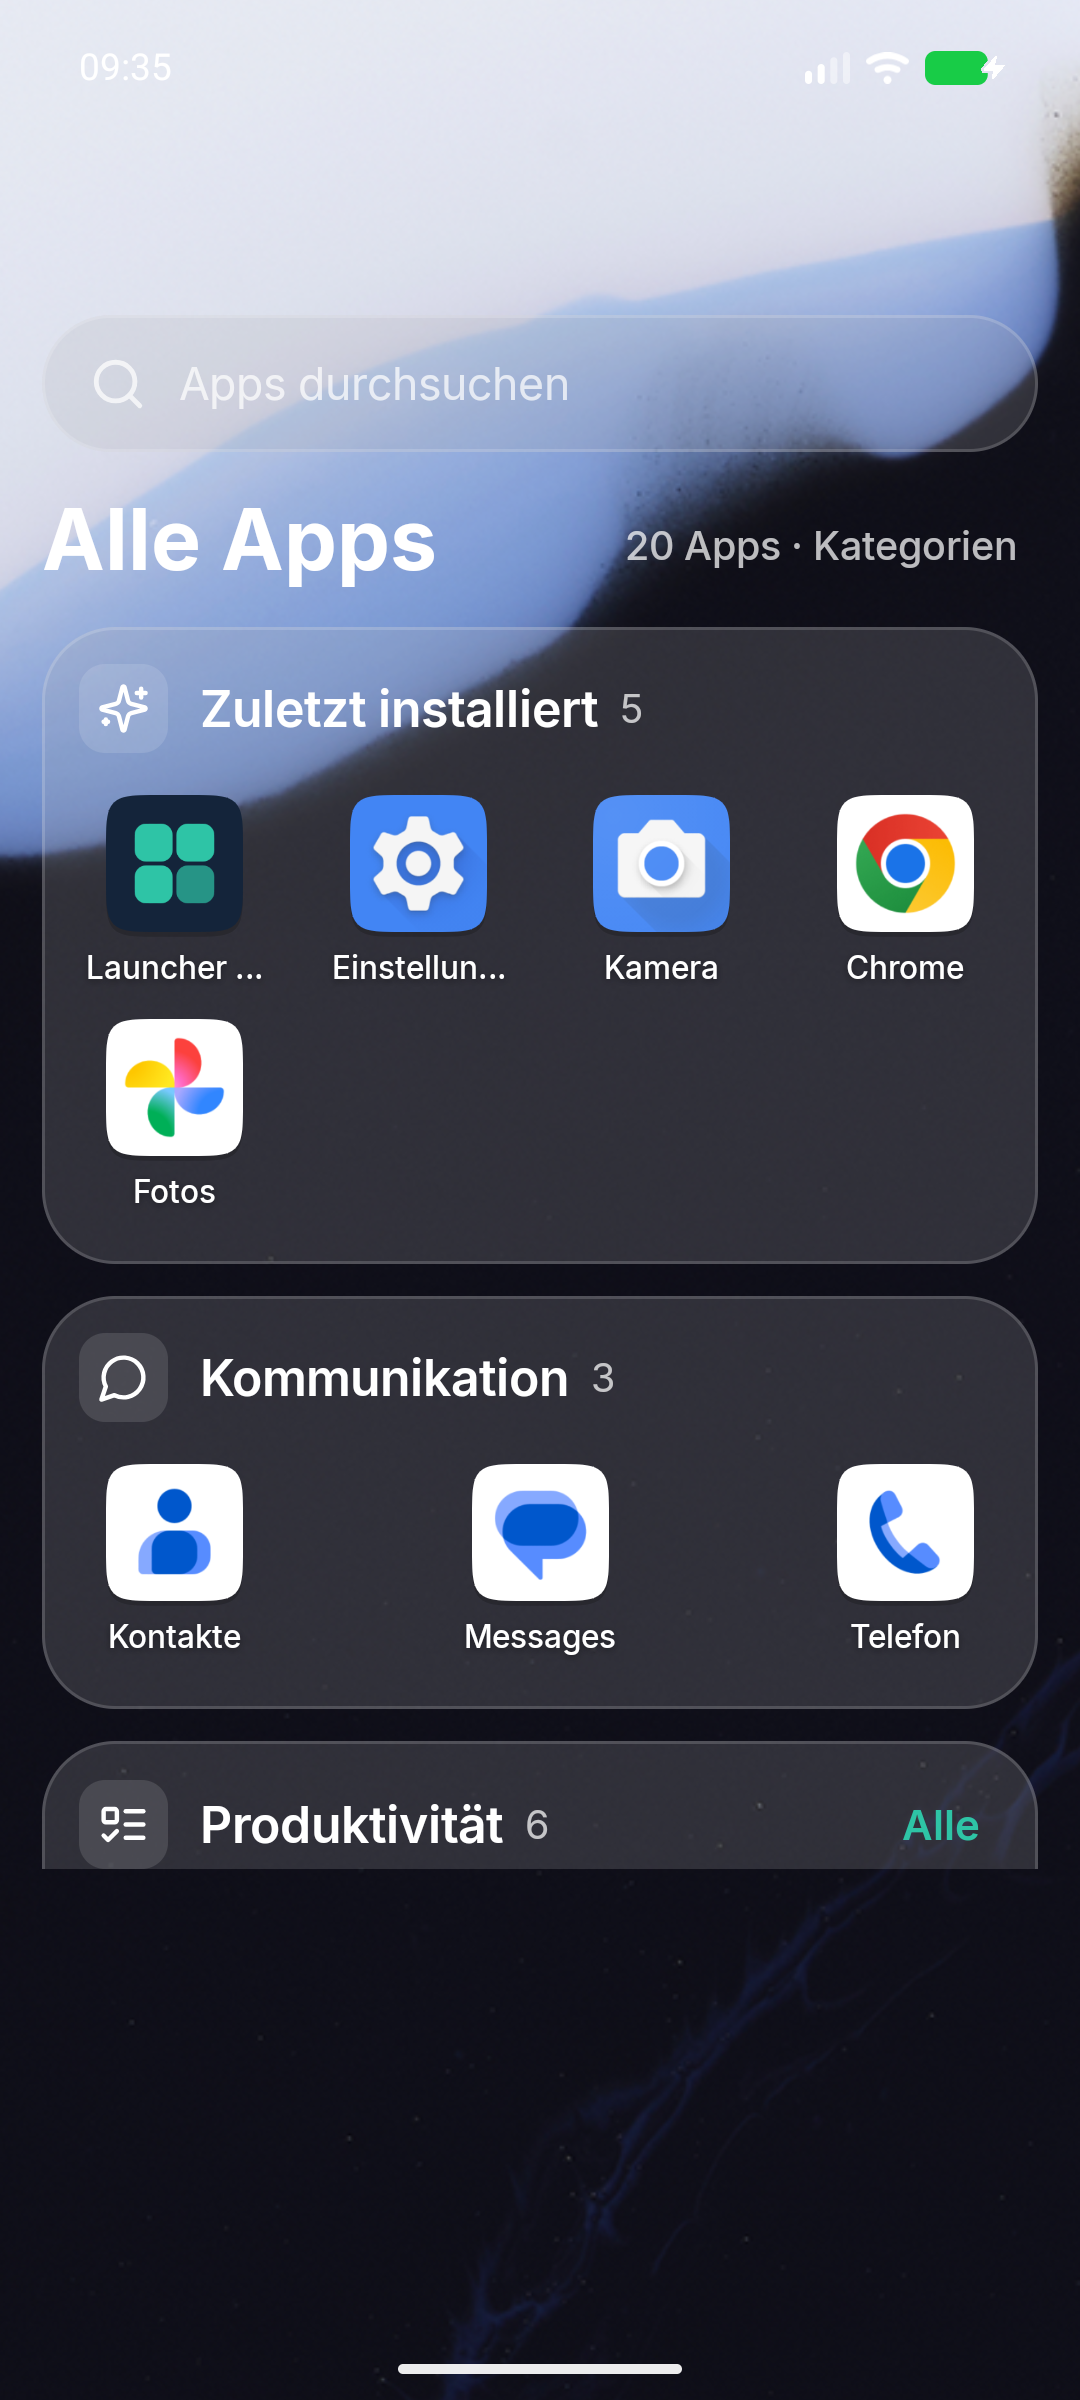 09:35
Apps durchsuchen
Alle Apps
20 Apps · Kategorien
Zuletzt installiert 5
Launcher ...
Einstellun...
Kamera
Chrome
Fotos
Kommunikation 3
Kontakte
Messages
Telefon
Produktivität 6
Alle